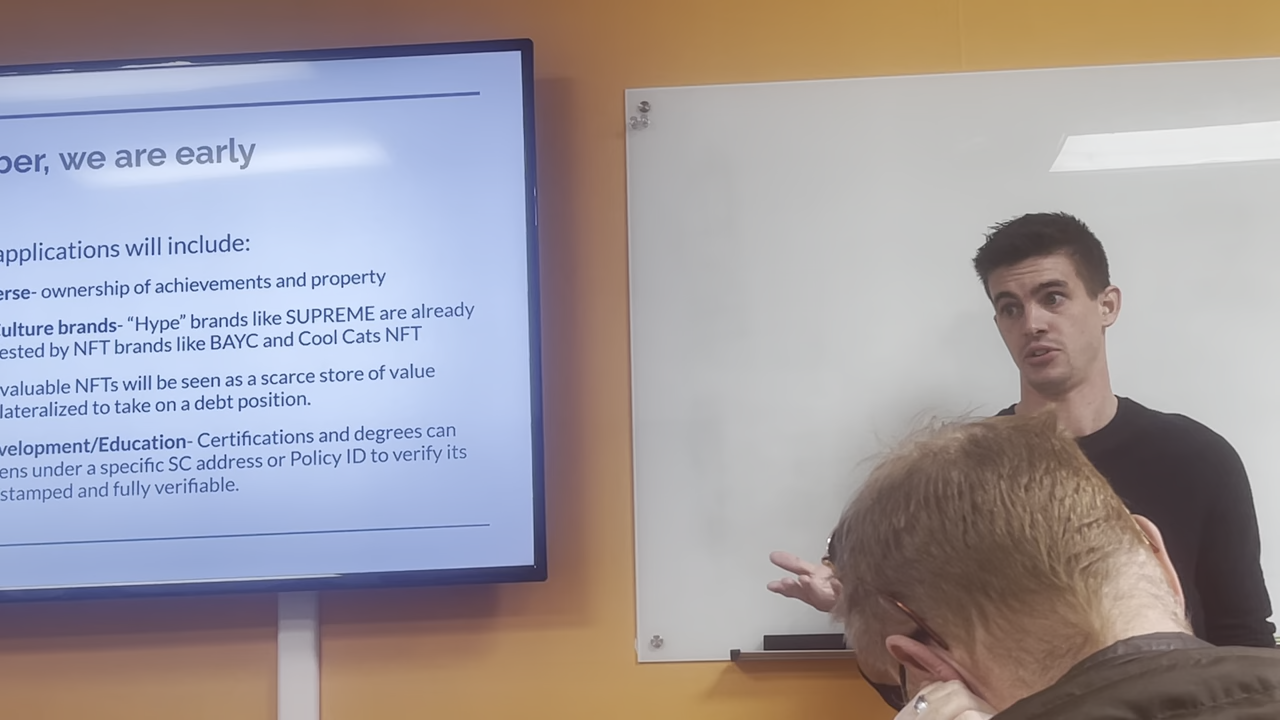 ber, we are early
applications will include:
erse- ownership of achievements and property
Culture brands- “Hype” brands like SUPREME are already
ested by NFT brands like BAYC and Cool Cats NFT
valuable NFTs will be seen as a scarce store of value
lateralized to take on a debt position.
velopment/Education- Certifications and degrees can
ens under a specific SC address or Policy ID to verify its
stamped and fully verifiable.